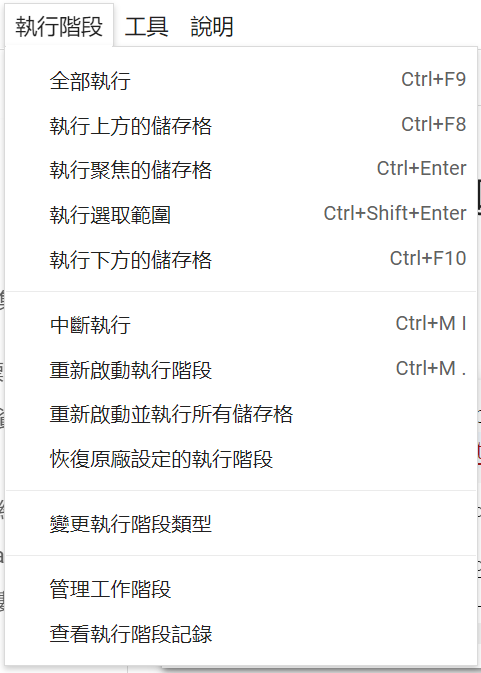 執行階段 工具 說明
全部執行 Ctrl+F9
執行上方的儲存格 Ctrl+F8
執行聚焦的儲存格 Ctrl+Enter
執行選取範圍 Ctrl+Shift+Enter
執行下方的儲存格 Ctrl+F10
中斷執行 Ctrl+M I
重新啟動執行階段 Ctrl+M .
重新啟動並執行所有儲存格
恢復原廠設定的執行階段
變更執行階段類型
管理工作階段
查看執行階段記錄